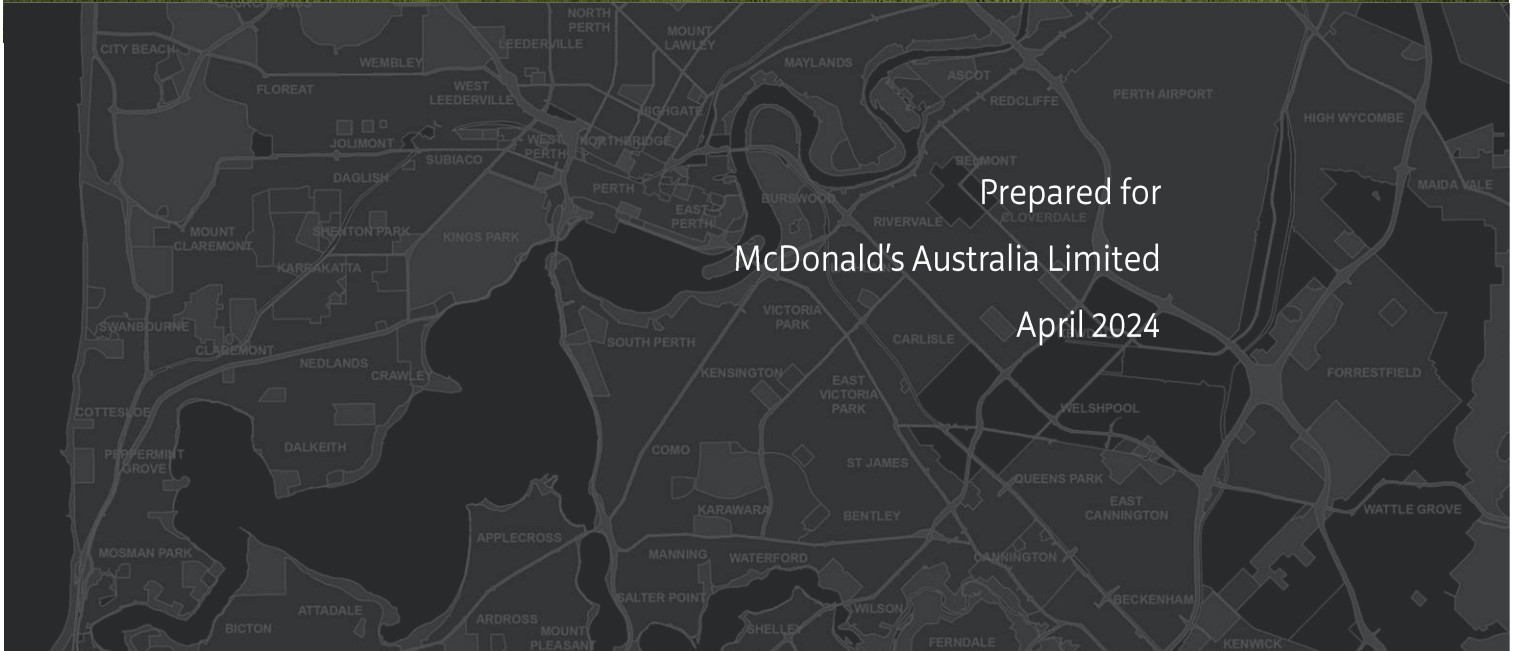 NORTH
PERTH
MOUNT
LAWLEY
LEEDERVILLE
CITY BEACH
WEMBLEY
MAYLANDS
ASCOT
FLOREAT
WEST
LEEDERVILLE
REDCLIFFE
PERTH AIRPORT
HIGHGATE
HIGH WYCOMBE
JOLIMONT
WEST
PERTH
NORTHBRIDGE
SUBIACO
BELMONT
DAGLISH
PERTH
MAIDA VALE
Prepared for
BURSWOOD
EAST
PERTH
RIVERVALE
CLOVERDALE
MOUNT
CLAREMONT
SHENTON PARK
KINGS PARK
McDonald's Australia Limited
KARRAKATTA
VICTORIA
PARK
April 2024
SWANBOURNE
SOUTH PERTH
CARLISLE
CLAREMONT
NEDLANDS
CRAWLEY
KENSINGTON
FORRESTFIELD
EAST
VICTORIA
PARK
COTTESLOE
WELSHPOOL
DALKEITH
COMO
PEPPERMINT
GROVE
ST JAMES
QUEENS PARK
EAST
CANNINGTON
KARAWARA
BENTLEY
WATTLE GROVE
APPLECROSS
MOSMAN PARK
MANNING
WATERFORD
CANNINGTON
SALTER POINT
BECKENHAM
ATTADALE
WILSON
ARDROSS
BICTON
MOUNT
PLEASANT
SHELLEY
FERNDALE
KENWICK